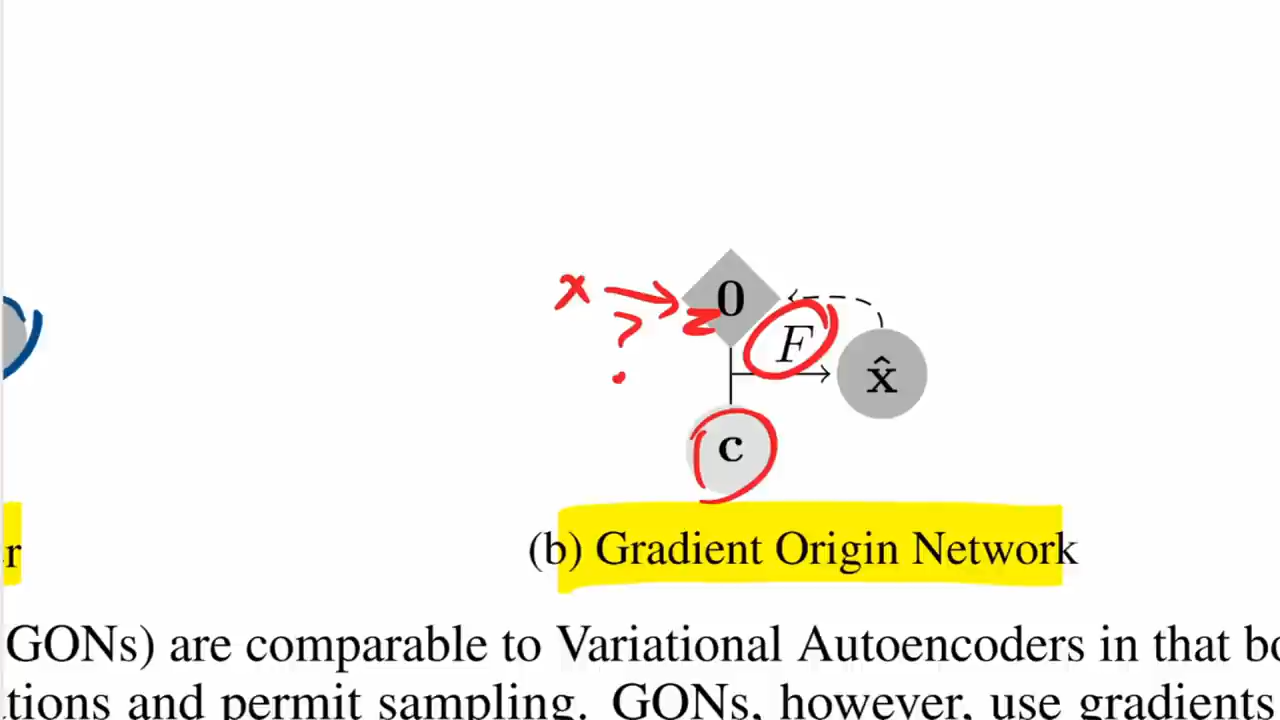 x → 0
?
z
F
x̂
c
r
(b) Gradient Origin Network
GONs) are comparable to Variational Autoencoders in that bo
tions and permit sampling. GONs, however, use gradients